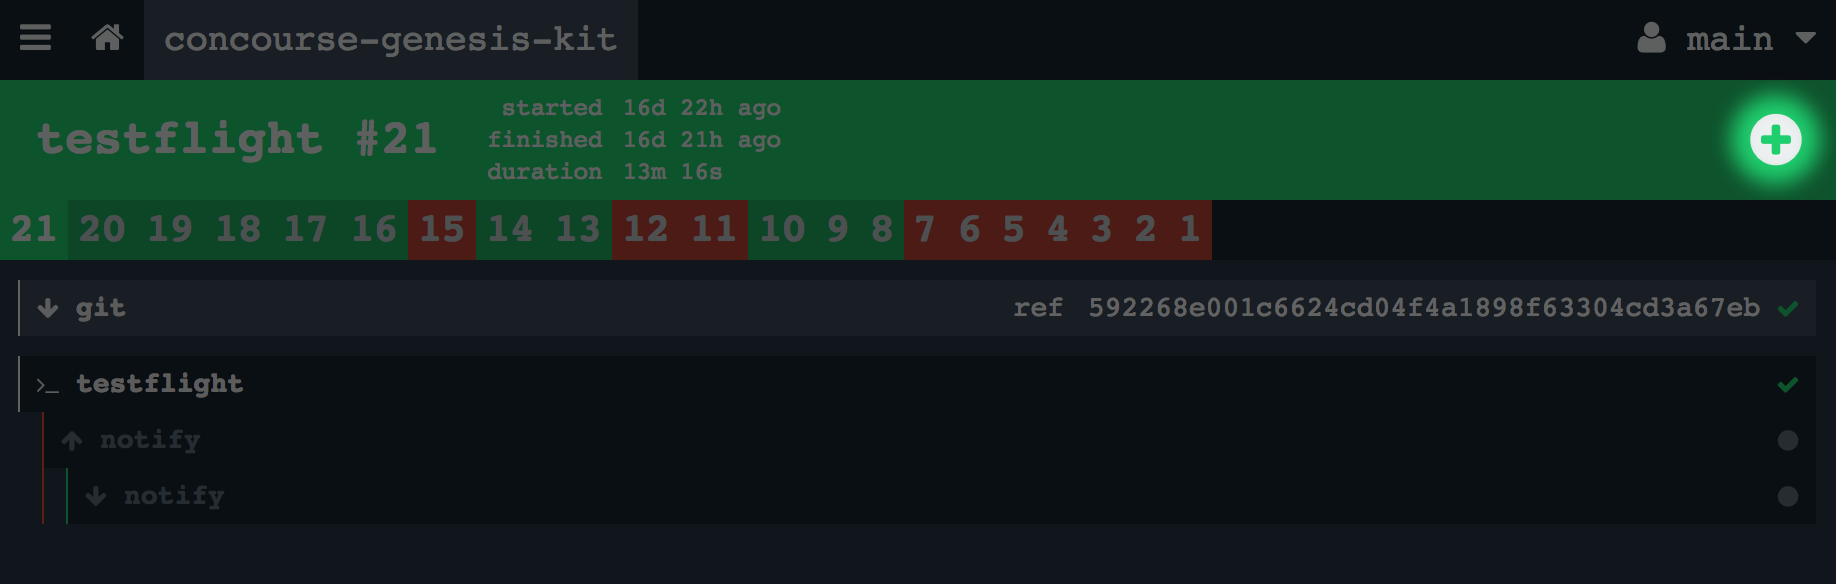 concourse-genesis-kit main
testflight #21
started 16d 22h ago
finished 16d 21h ago
duration 13m 16s
21 20 19 18 17 16 15 14 13 12 11 10 9 8 7 6 5 4 3 2 1
git ref 592268e001c6624cd04f4a1898f63304cd3a67eb
>_ testflight
notify
notify